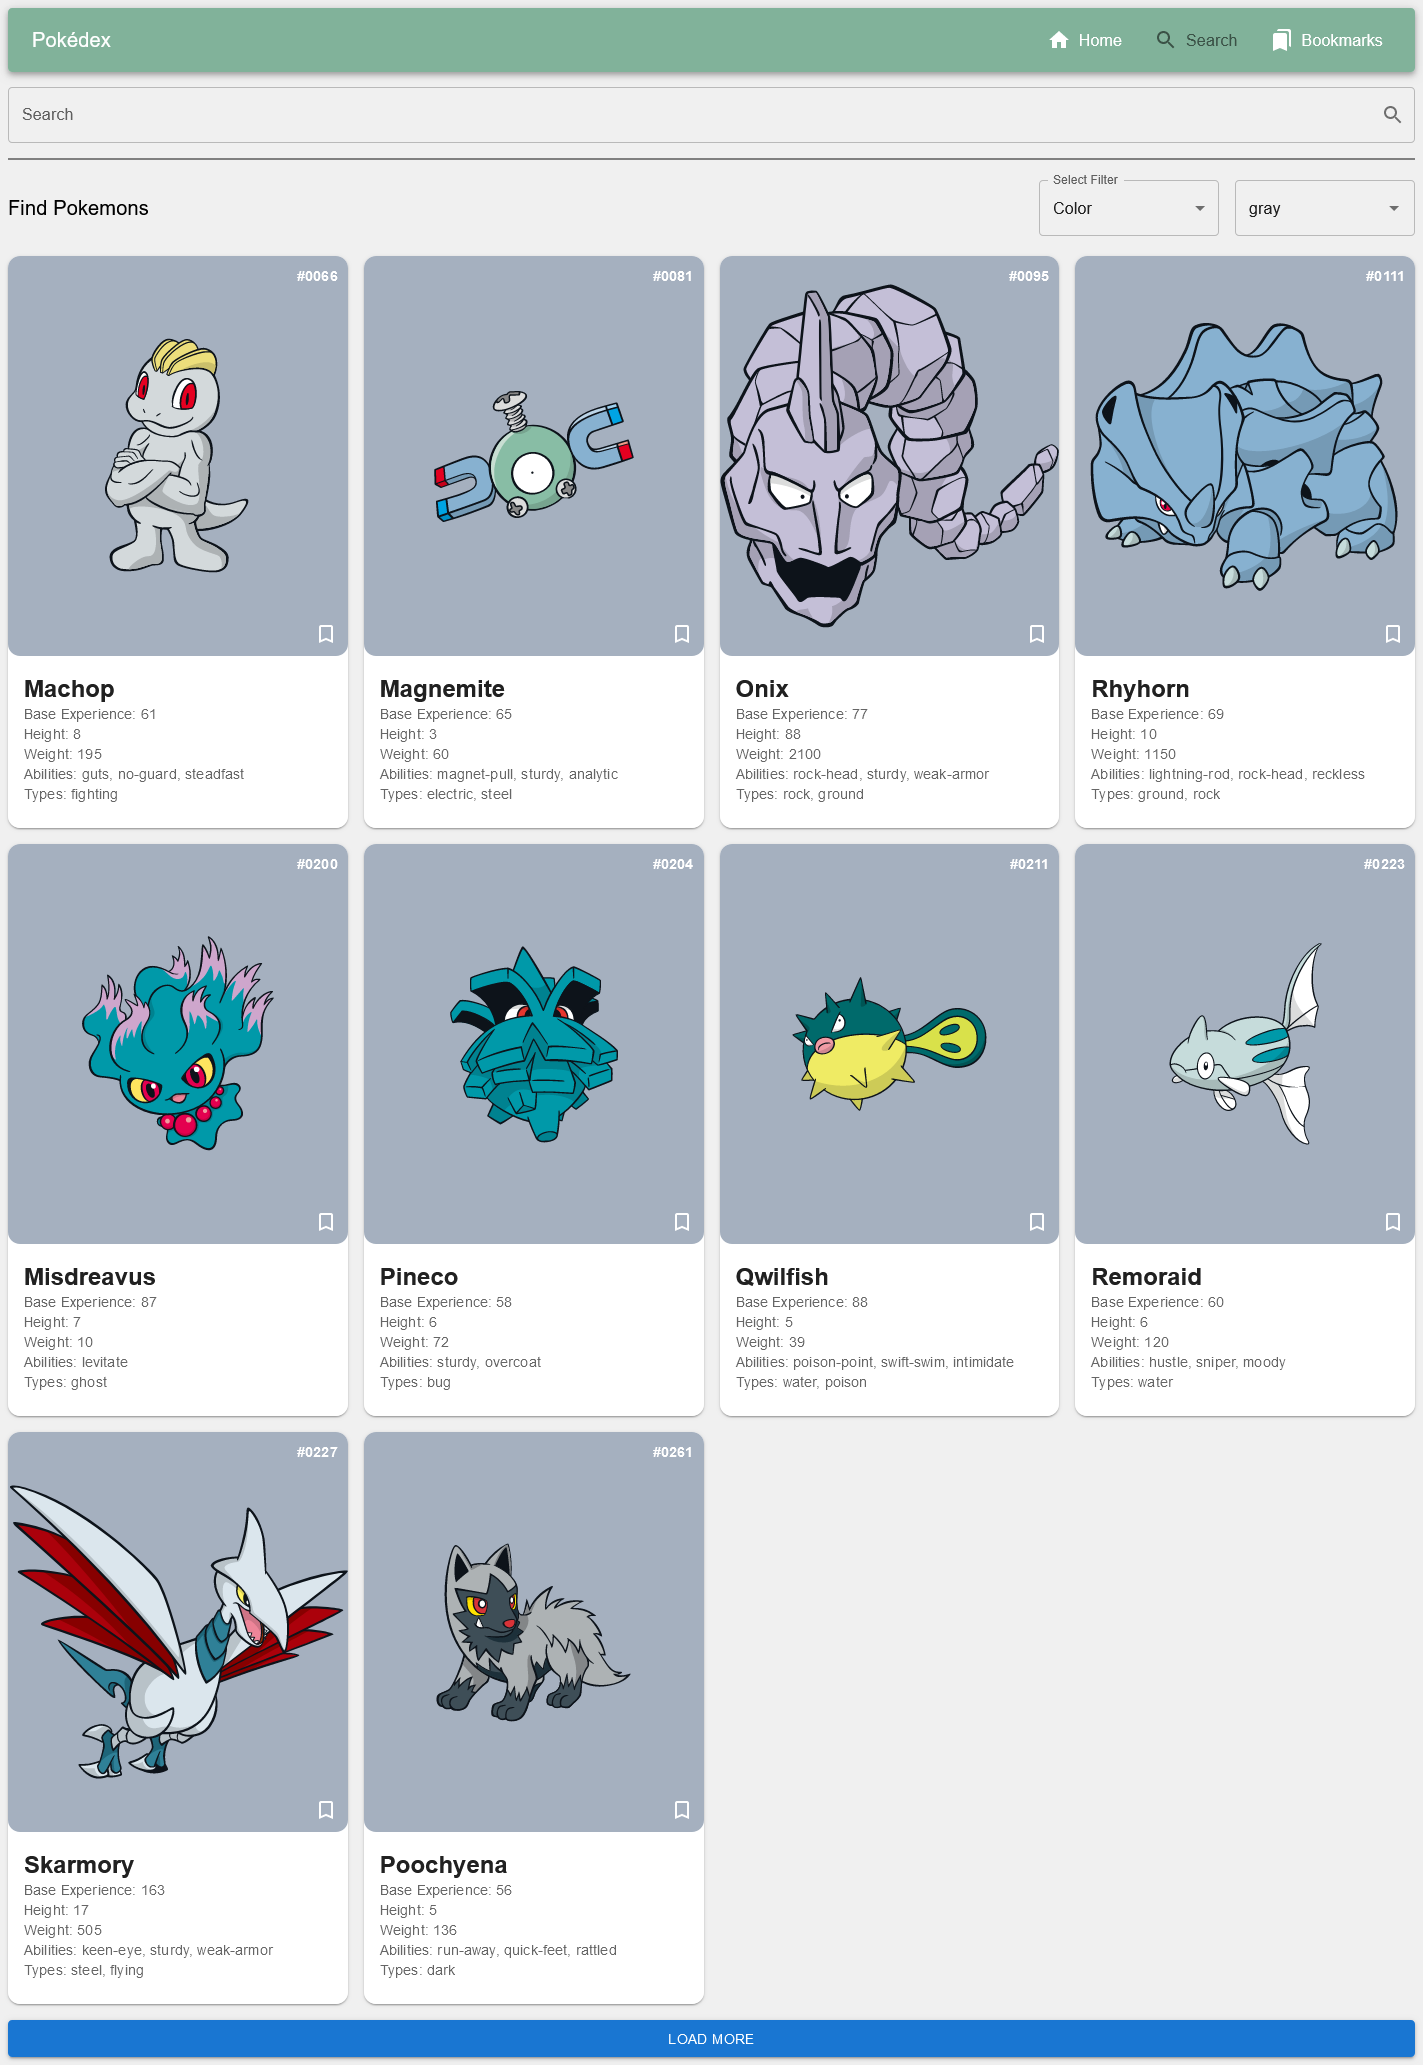 Pokédex
Home
Search
Bookmarks
Search
Find Pokemons
Select Filter
Color
gray
#0066
Machop
Base Experience: 61
Height: 8
Weight: 195
Abilities: guts, no-guard, steadfast
Types: fighting
#0081
Magnemite
Base Experience: 65
Height: 3
Weight: 60
Abilities: magnet-pull, sturdy, analytic
Types: electric, steel
#0095
Onix
Base Experience: 77
Height: 88
Weight: 2100
Abilities: rock-head, sturdy, weak-armor
Types: rock, ground
#0111
Rhyhorn
Base Experience: 69
Height: 10
Weight: 1150
Abilities: lightning-rod, rock-head, reckless
Types: ground, rock
#0200
Misdreavus
Base Experience: 87
Height: 7
Weight: 10
Abilities: levitate
Types: ghost
#0204
Pineco
Base Experience: 58
Height: 6
Weight: 72
Abilities: sturdy, overcoat
Types: bug
#0211
Qwilfish
Base Experience: 88
Height: 5
Weight: 39
Abilities: poison-point, swift-swim, intimidate
Types: water, poison
#0223
Remoraid
Base Experience: 60
Height: 6
Weight: 120
Abilities: hustle, sniper, moody
Types: water
#0227
Skarmory
Base Experience: 163
Height: 17
Weight: 505
Abilities: keen-eye, sturdy, weak-armor
Types: steel, flying
#0261
Poochyena
Base Experience: 56
Height: 5
Weight: 136
Abilities: run-away, quick-feet, rattled
Types: dark
LOAD MORE